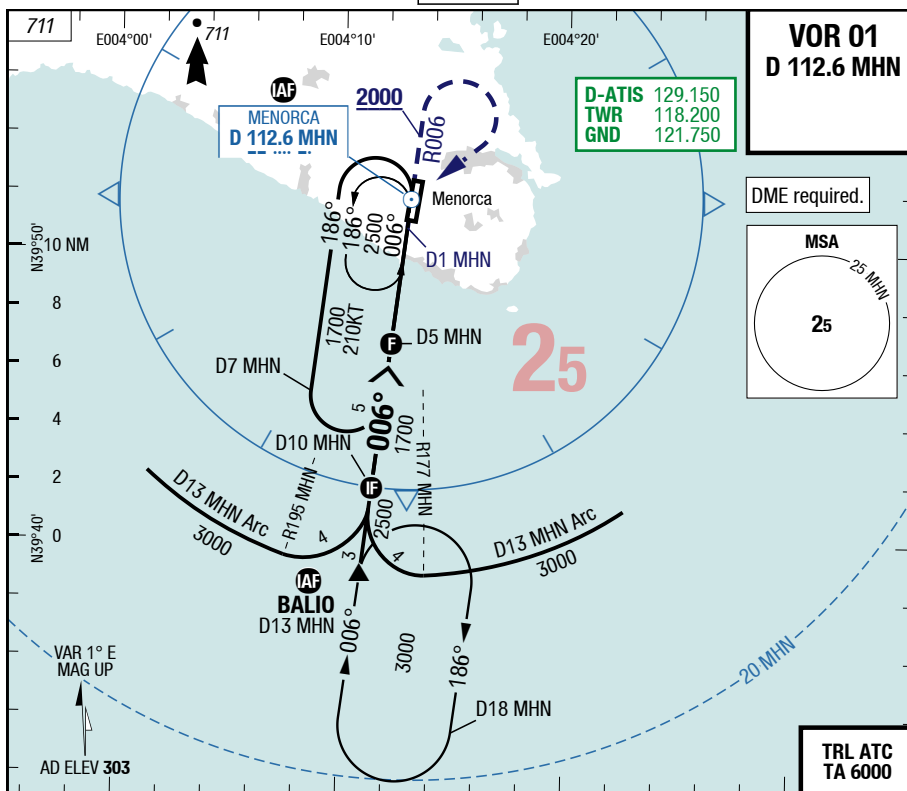 711
E004°00'
711
E004°10'
E004°20'
VOR 01
D 112.6 MHN
IAF
2000
D-ATIS 129.150
TWR 118.200
GND 121.750
MENORCA
D 112.6 MHN
R006
DME required.
Menorca
186°
186°
2500
006°
D1 MHN
N39°50'
10 NM
MSA
25 MHN
25
8
1700
210KT
F
D5 MHN
25
6
D7 MHN
5
006°
1700
4
D10 MHN
R177 MHN
2
IF
D13 MHN Arc
3000
R195 MHN
4
2500
3
4
D13 MHN Arc
3000
N39°40'
0
IAF
BALIO
D13 MHN
006°
3000
186°
VAR 1° E
MAG UP
20 MHN
D18 MHN
AD ELEV 303
TRL ATC
TA 6000